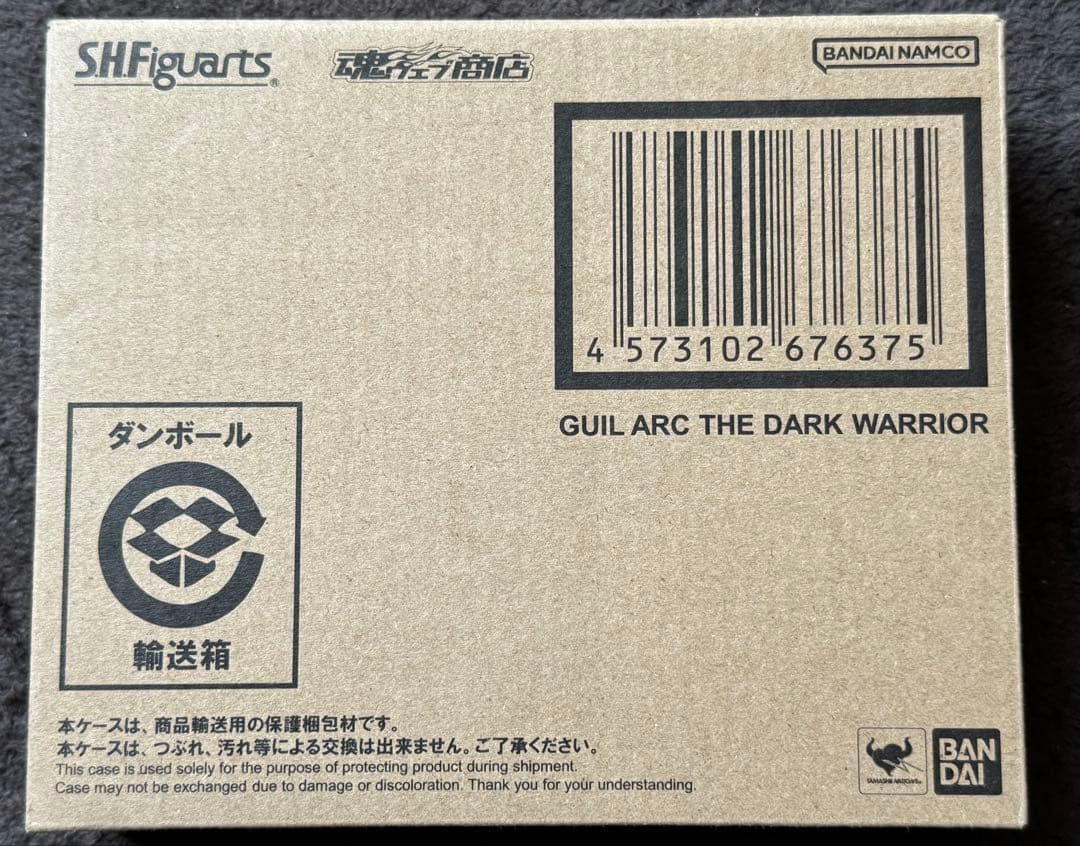 S.H.Figuarts®
魂ウェブ商店
BANDAI NAMCO
4 573102 676375
GUIL ARC THE DARK WARRIOR
ダンボール
輸送箱
本ケースは、商品輸送用の保護梱包材です。
本ケースは、つぶれ、汚れ等による交換は出来ません。ご了承ください。
This case is used solely for the purpose of protecting product during shipment.
Case may not be exchanged due to damage or discoloration. Thank you for your understanding.
TAMASHII NATIONS
BAN
DAI